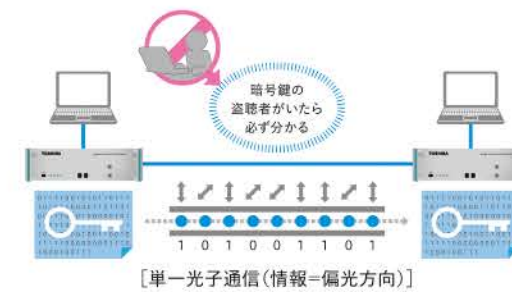 暗号鍵の
盗聴者がいたら
必ず分かる
TOSHIBA
TOSHIBA
1 0 1 0 0 1 1 0 1
[単一光子通信(情報=偏光方向)]